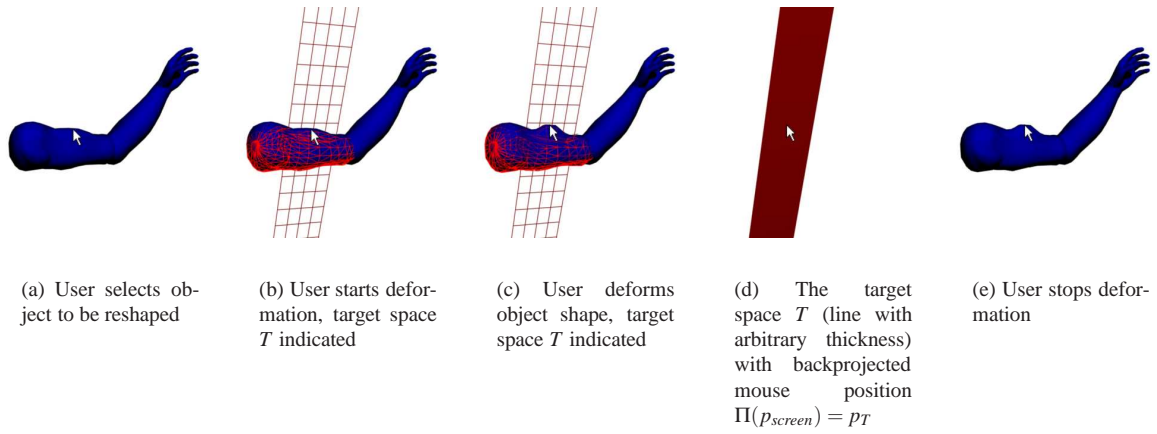 (a) User selects ob-
ject to be reshaped
(b) User starts defor-
mation, target space
T indicated
(c) User deforms
object shape, target
space T indicated
(d) The target
space T (line with
arbitrary thickness)
with backprojected
mouse position
Π(p_screen) = p_T
(e) User stops defor-
mation